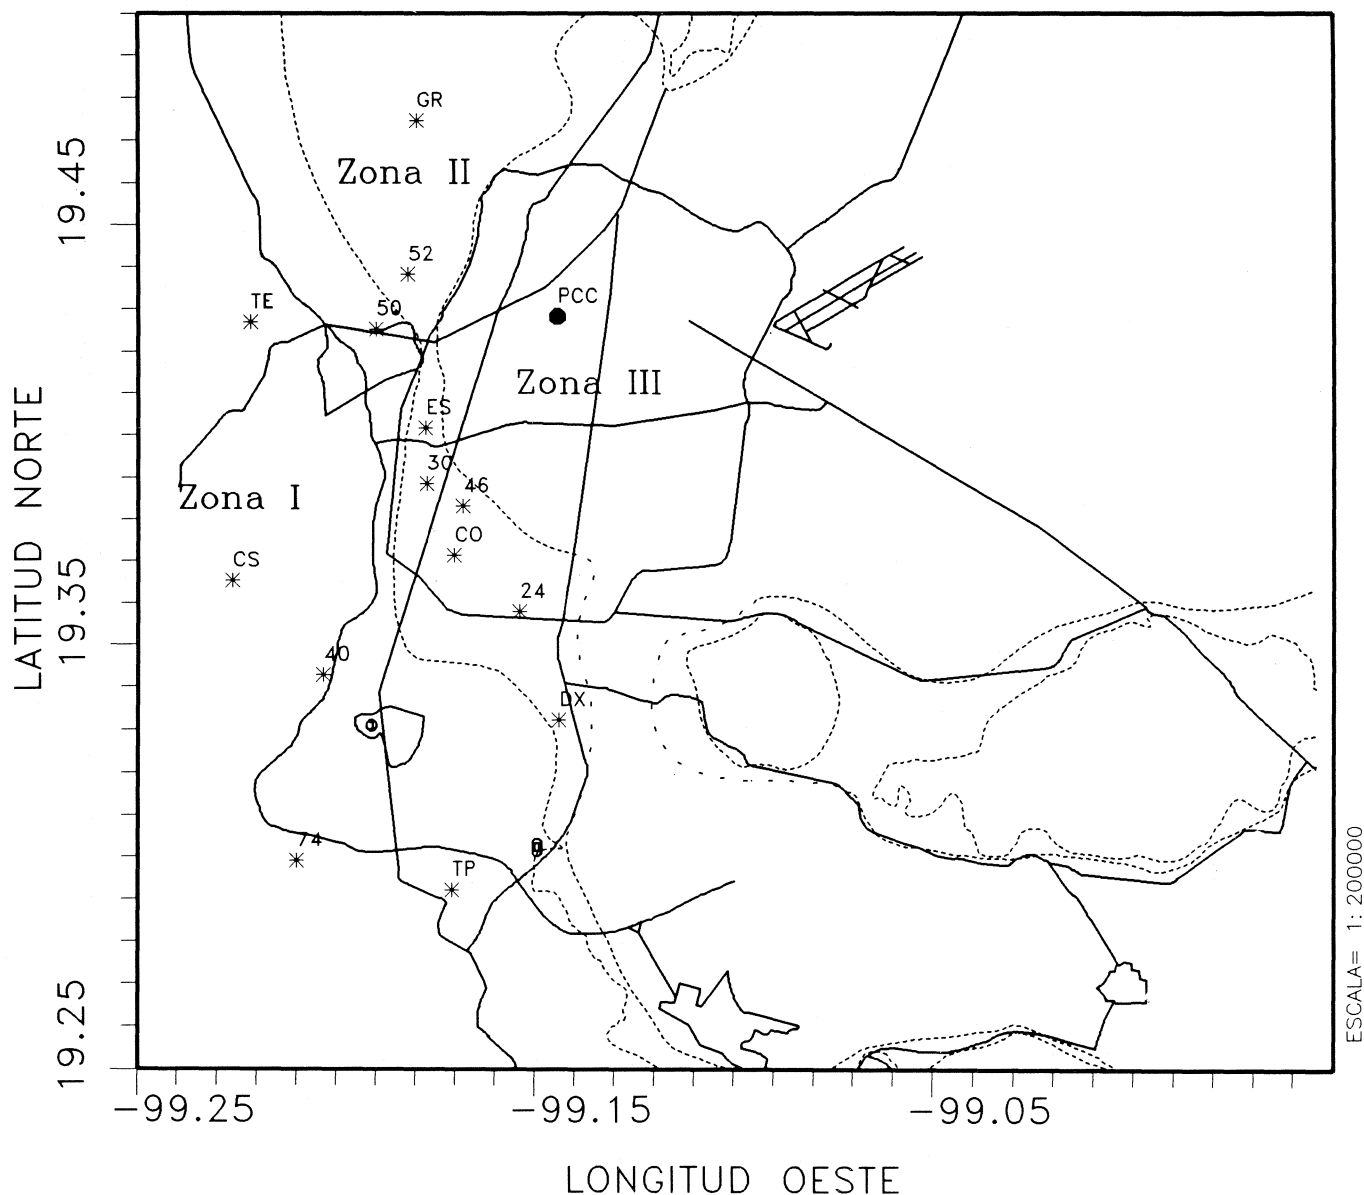 GR
19.45
Zona II
52
TE
50
PCC
Zona III
LATITUD NORTE
ES
30
46
Zona I
CO
CS
19.35
24
40
DX
74
TP
ESCALA= 1: 200000
19.25
-99.25
-99.15
-99.05
LONGITUD OESTE